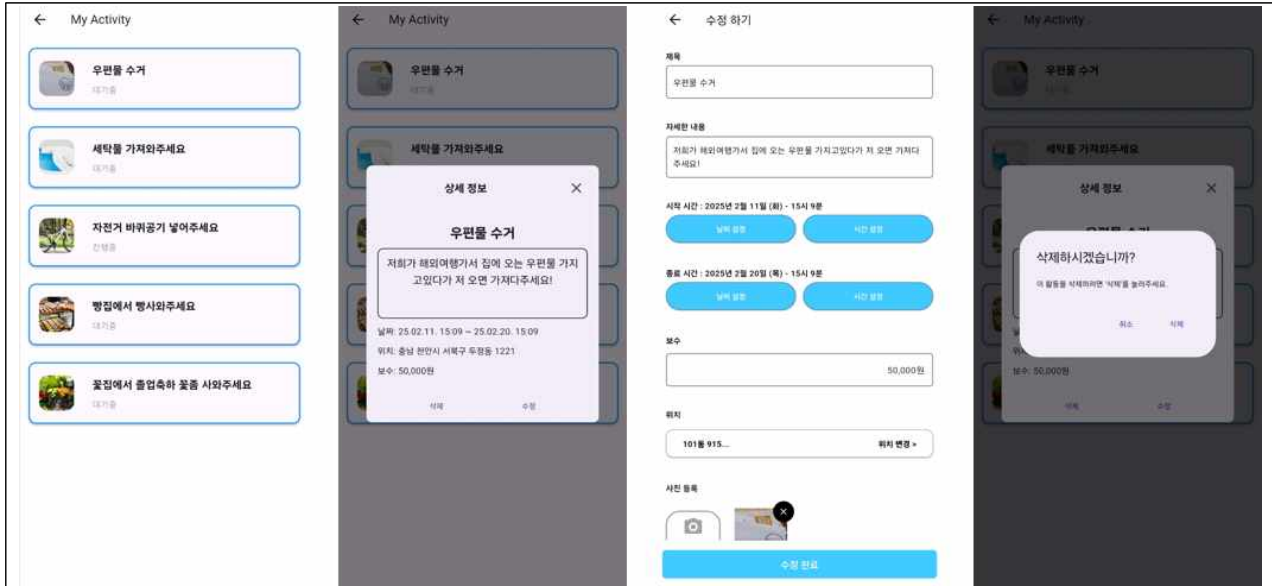 My Activity
우편물 수거
대기중
세탁물 가져와주세요
대기중
자전거 바퀴공기 넣어주세요
진행중
빵집에서 빵사와주세요
대기중
꽃집에서 졸업축하 꽃좀 사와주세요
대기중
My Activity
우편물 수거
대기중
세탁물 가져와주세요
상세 정보
우편물 수거
저희가 해외여행가서 집에 오는 우편물 가지
고있다가 저 오면 가져다주세요!
날짜: 25.02.11. 15:09 ~ 25.02.20. 15:09
위치: 충남 천안시 서북구 두정동 1221
보수: 50,000원
삭제
수정
수정 하기
제목
우편물 수거
자세한 내용
저희가 해외여행가서 집에 오는 우편물 가지고있다가 저 오면 가져다
주세요!
시작 시간 : 2025년 2월 11일 (화) - 15시 9분
날짜 설정
시간 설정
종료 시간 : 2025년 2월 20일 (목) - 15시 9분
날짜 설정
시간 설정
보수
50,000원
위치
101동 915...
위치 변경 >
사진 등록
수정 완료
My Activity
우편물 수거
대기중
세탁물 가져와주세요
상세 정보
삭제하시겠습니까?
이 활동을 삭제하려면 '삭제'를 눌러주세요.
취소
삭제
보수: 50,000원
삭제
수정